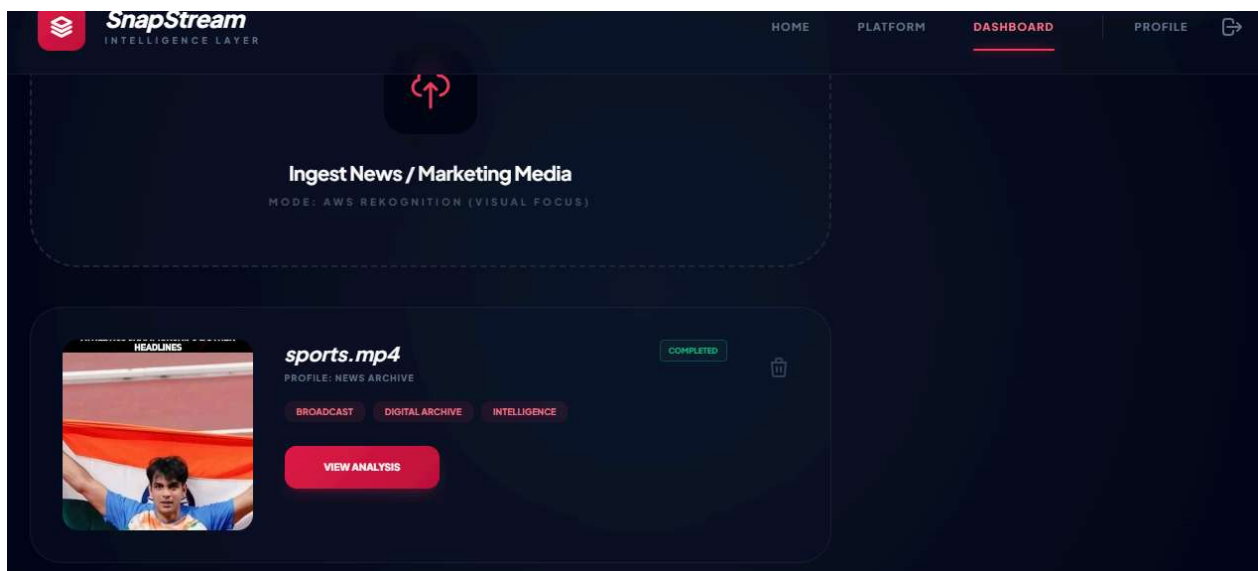 SnapStream
INTELLIGENCE LAYER
HOME
PLATFORM
DASHBOARD
PROFILE
Ingest News / Marketing Media
MODE: AWS REKOGNITION (VISUAL FOCUS)
HEADLINES
sports.mp4
COMPLETED
PROFILE: NEWS ARCHIVE
BROADCAST
DIGITAL ARCHIVE
INTELLIGENCE
VIEW ANALYSIS